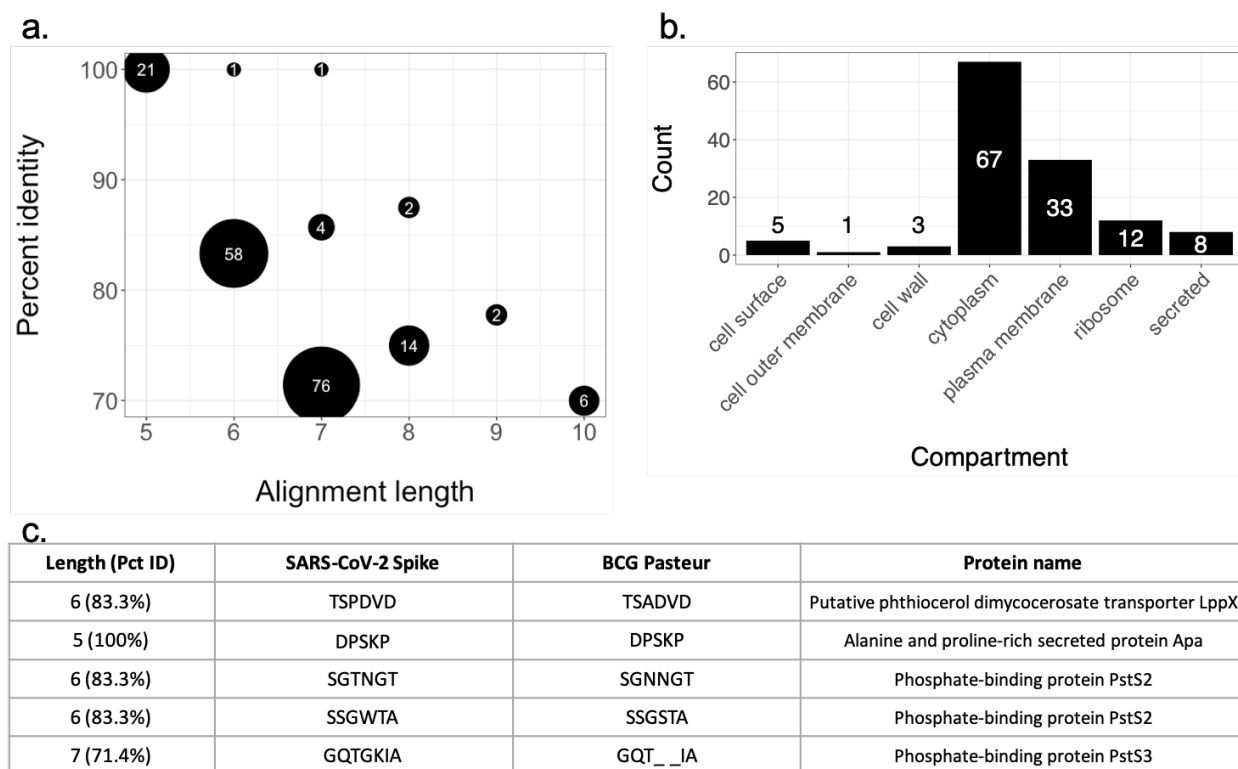 a.
Percent identity
100
90
80
70
21
1
1
4
2
58
2
14
76
6
5 6 7 8 9 10
Alignment length
b.
Count
60
40
20
0
5
1
3
67
33
12
8
cell surface
cell outer membrane
cell wall
cytoplasm
plasma membrane
ribosome
secreted
Compartment
c.
Length (Pct ID) SARS-CoV-2 Spike BCG Pasteur Protein name
6 (83.3%) TSPDVD TSADVD Putative phthiocerol dimycocerosate transporter LppX
5 (100%) DPSKP DPSKP Alanine and proline-rich secreted protein Apa
6 (83.3%) SGTNGT SGNNGT Phosphate-binding protein PstS2
6 (83.3%) SSGWTA SSGSTA Phosphate-binding protein PstS2
7 (71.4%) GQTGKIA GQT_ _IA Phosphate-binding protein PstS3